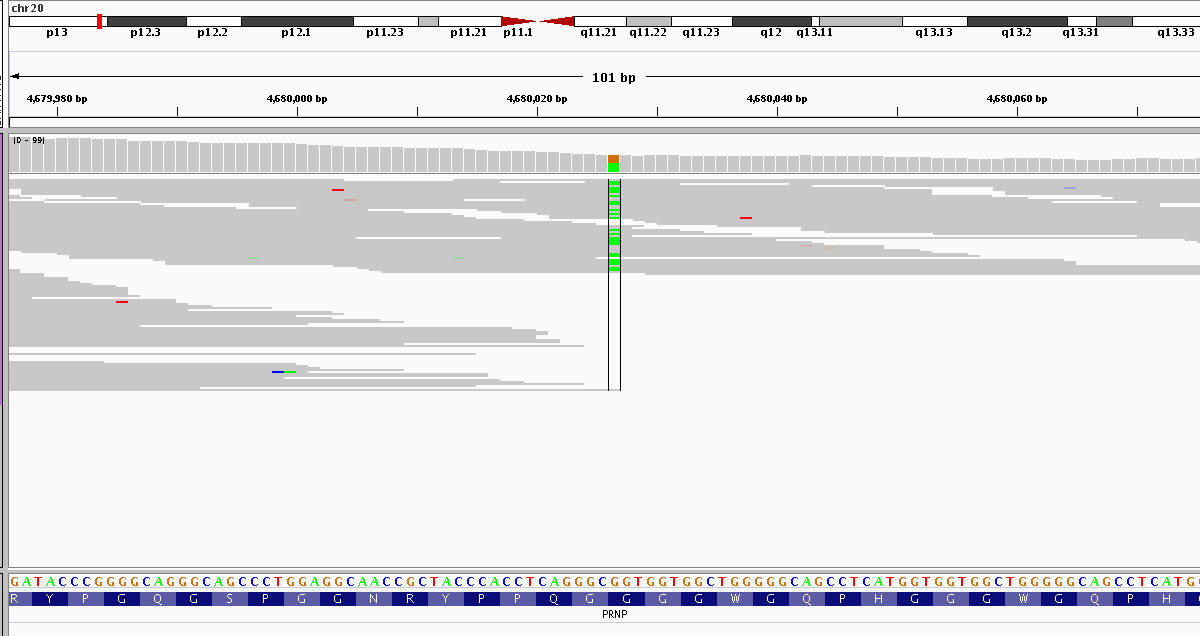 chr20
p13 p12.3 p12.2 p12.1 p11.23 p11.21 p11.1 q11.21 q11.22 q11.23 q12 q13.11 q13.13 q13.2 q13.31 q13.33
101 bp
4,679,980 bp 4,680,000 bp 4,680,020 bp 4,680,040 bp 4,680,060 bp
[0 - 99]
GATACCCGGGGCAGGGCAGCCCTGGAGGCAACCGCTACCCACCTCAGGGCGGTGGTGGCTGGGGGCAGCCTCATGGTGGTGGCTGGGGGCAGCCTCATG
R Y P G Q G S P G G N R Y P P Q G G G G W G Q P H G G G W G Q P H
PRNP